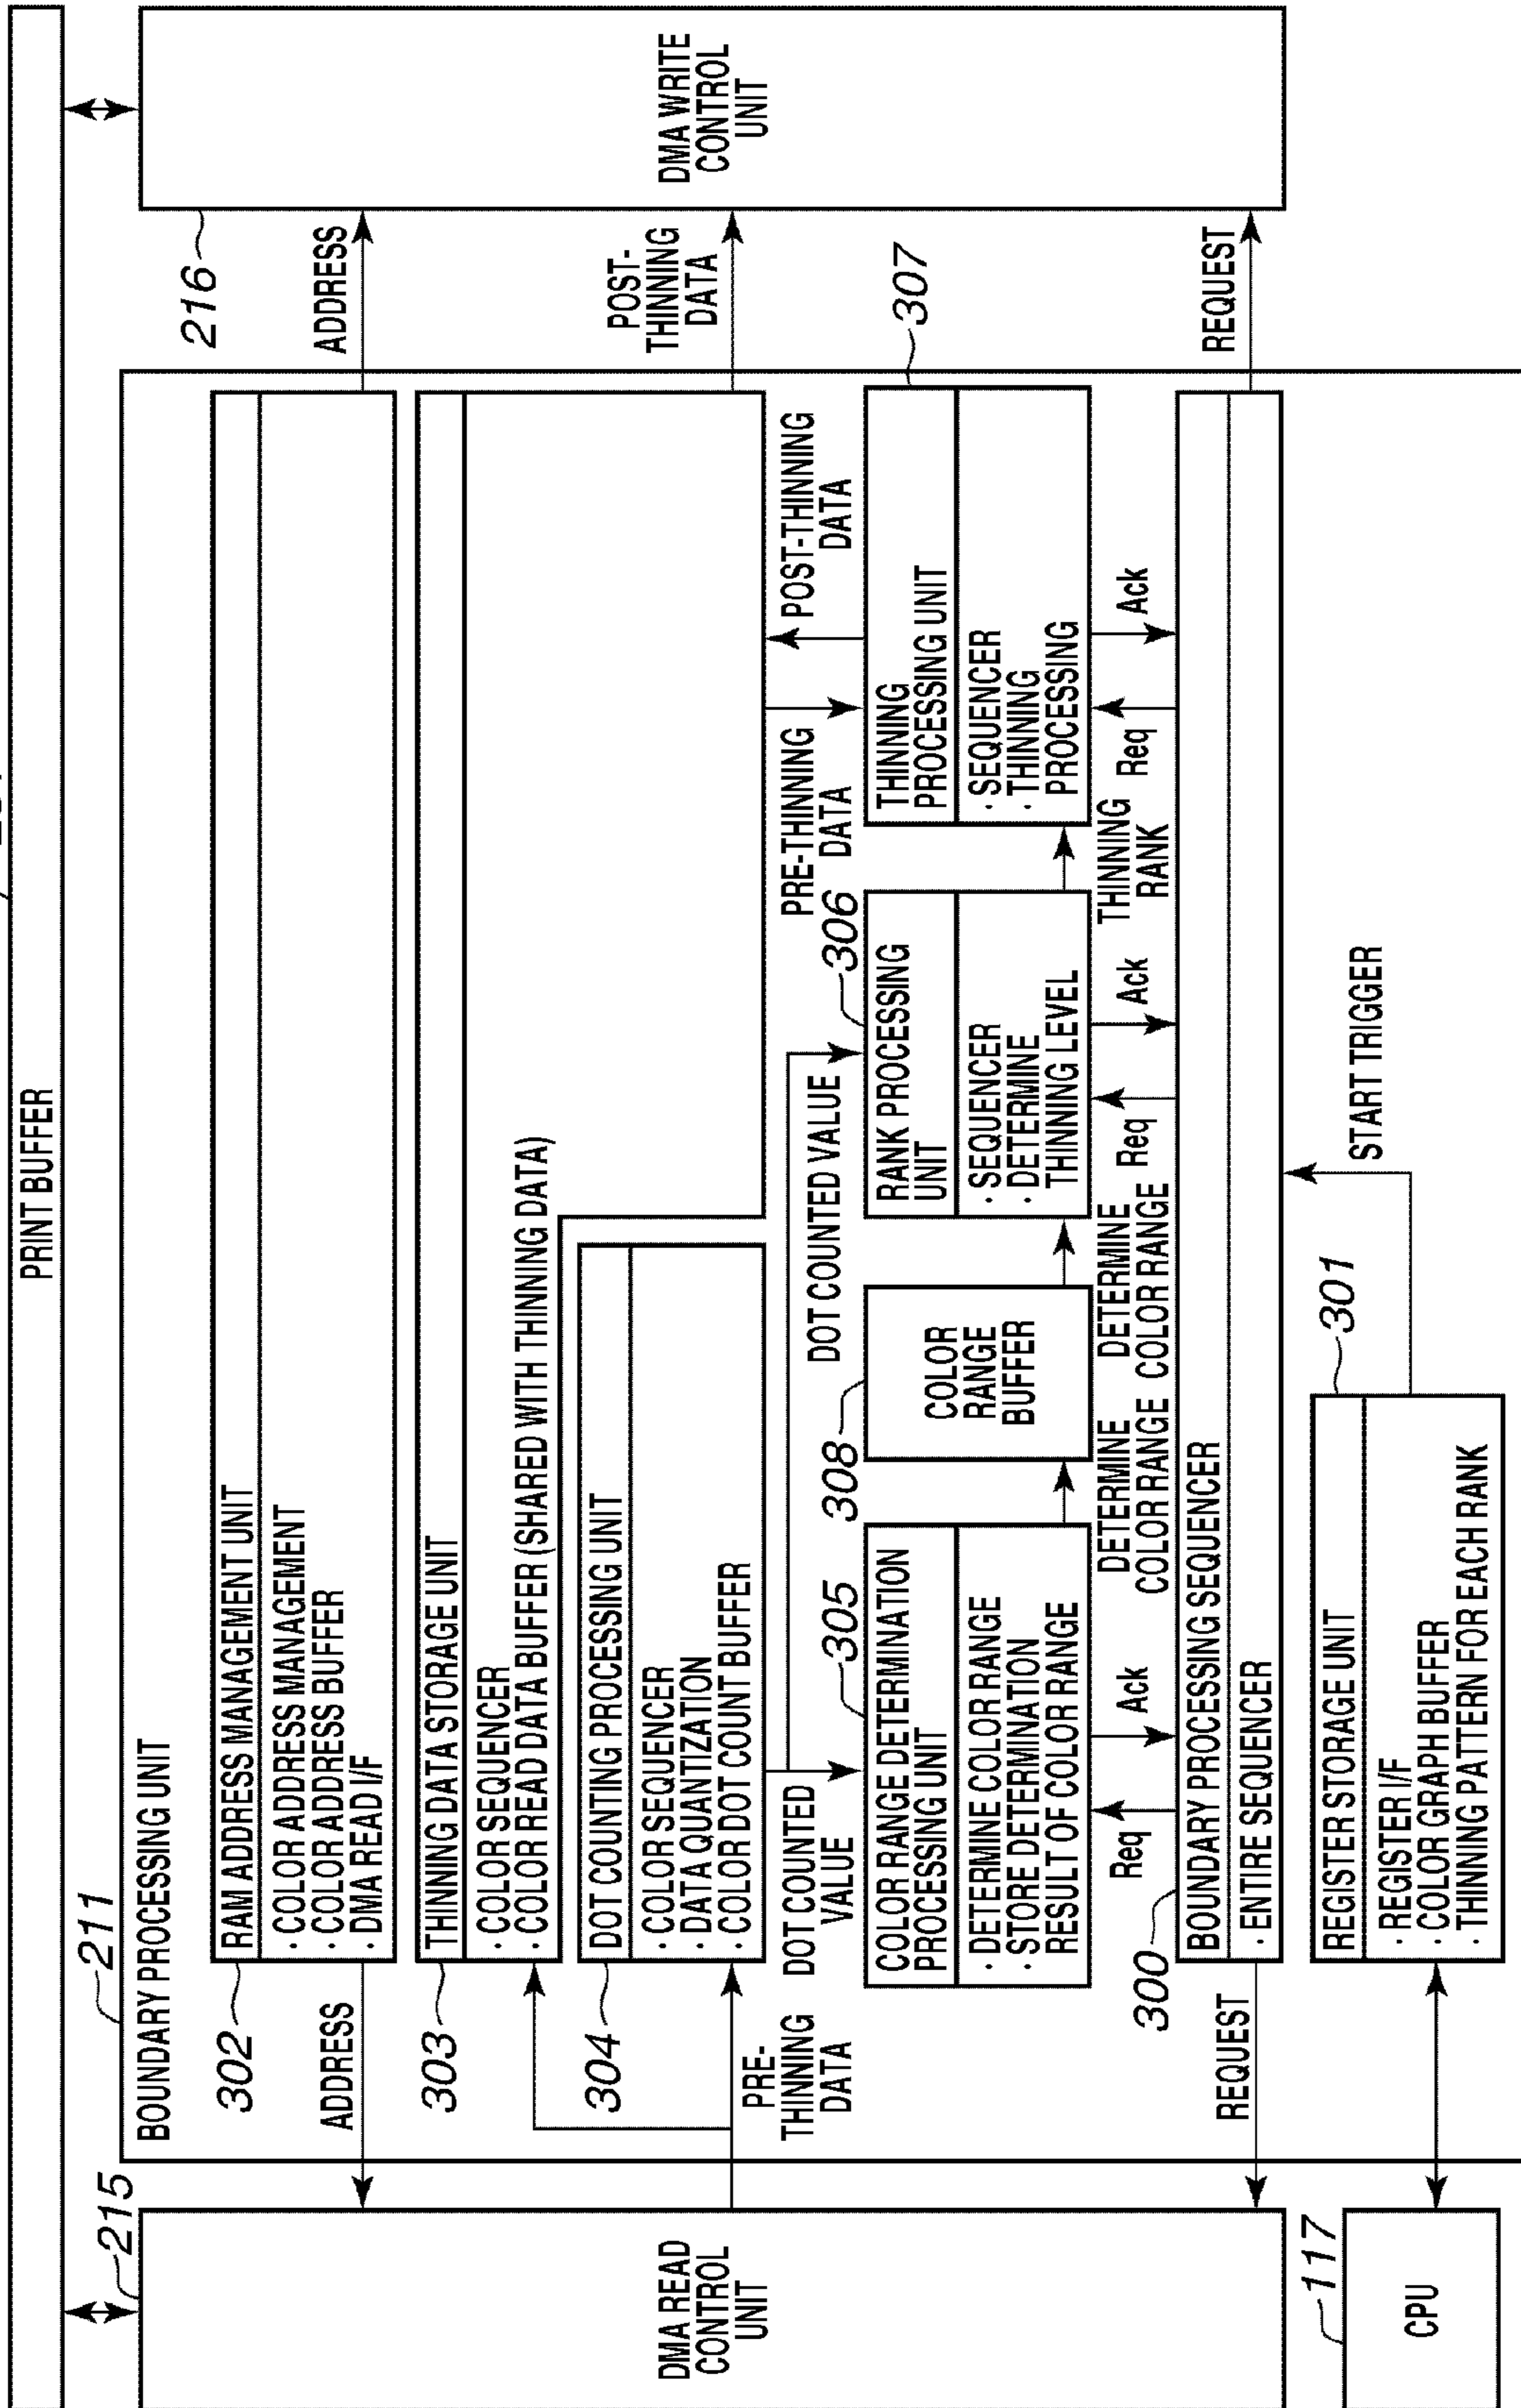 PRINT BUFFER
215
211
BOUNDARY PROCESSING UNIT
216
DMA READ
CONTROL
UNIT
DMA WRITE
CONTROL
UNIT
302
ADDRESS
RAM ADDRESS MANAGEMENT UNIT
· COLOR ADDRESS MANAGEMENT
· COLOR ADDRESS BUFFER
· DMA READ I/F
ADDRESS
303
THINNING DATA STORAGE UNIT
· COLOR SEQUENCER
· COLOR READ DATA BUFFER (SHARED WITH THINNING DATA)
304
DOT COUNTING PROCESSING UNIT
· COLOR SEQUENCER
· DATA QUANTIZATION
· COLOR DOT COUNT BUFFER
POST-
THINNING
DATA
PRE-
THINNING
DATA
DOT COUNTED
VALUE
DOT COUNTED VALUE
PRE-THINNING
DATA
POST-THINNING
DATA
305
COLOR RANGE DETERMINATION
PROCESSING UNIT
· DETERMINE COLOR RANGE
· STORE DETERMINATION
RESULT OF COLOR RANGE
308
COLOR
RANGE
BUFFER
306
RANK PROCESSING
UNIT
· SEQUENCER
· DETERMINE
THINNING LEVEL
307
THINNING
PROCESSING UNIT
· SEQUENCER
· THINNING
PROCESSING
Req
Ack
DETERMINE
COLOR RANGE
DETERMINE
COLOR RANGE
Req
Ack
THINNING
RANK
Req
Ack
300
REQUEST
BOUNDARY PROCESSING SEQUENCER
· ENTIRE SEQUENCER
REQUEST
117
CPU
301
REGISTER STORAGE UNIT
· REGISTER I/F
· COLOR GRAPH BUFFER
· THINNING PATTERN FOR EACH RANK
START TRIGGER